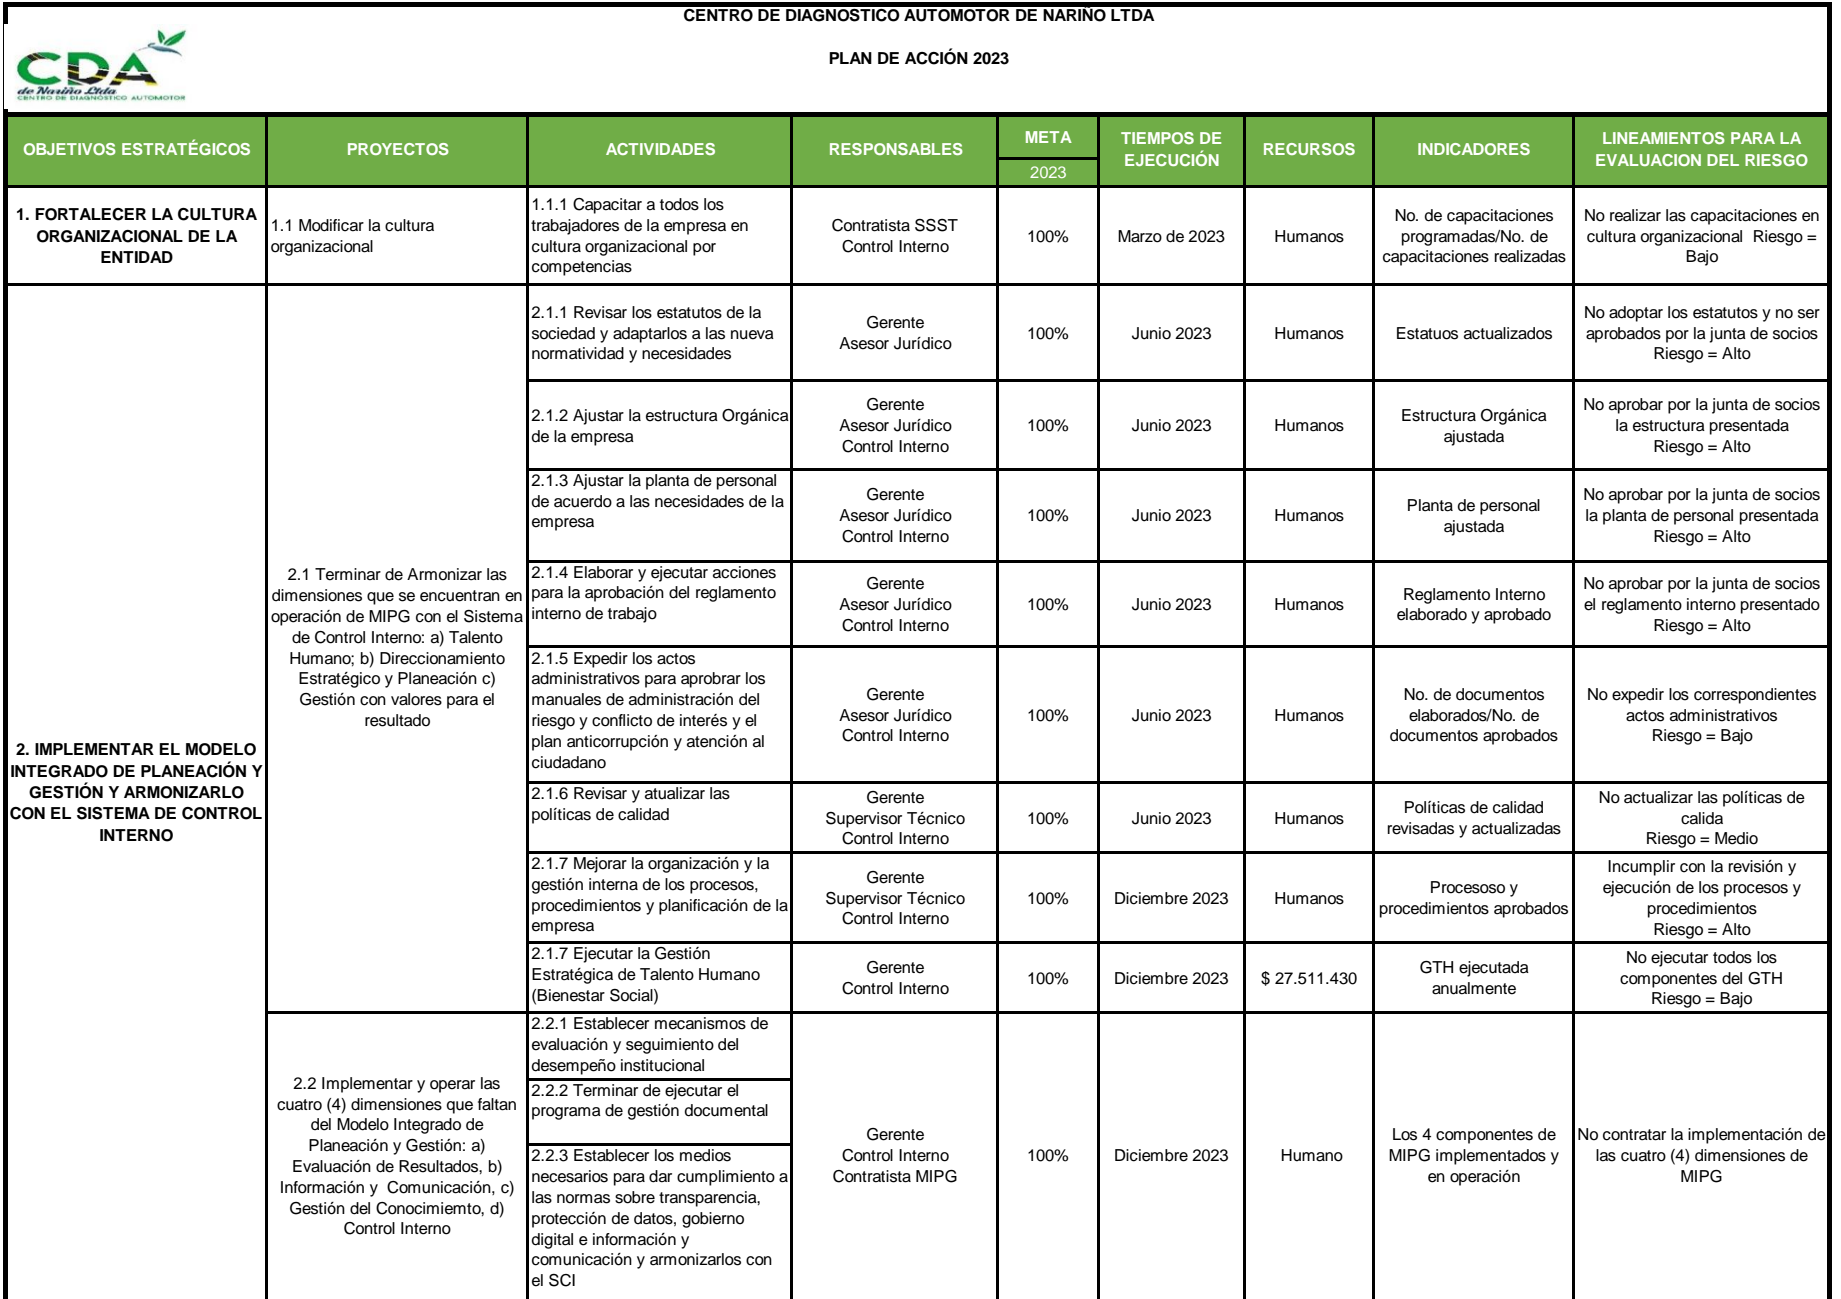 CENTRO DE DIAGNOSTICO AUTOMOTOR DE NARIÑO LTDA
PLAN DE ACCIÓN 2023
CDA
de Nariño Ltda
CENTRO DE DIAGNOSTICO AUTOMOTOR
OBJETIVOS ESTRATÉGICOS
PROYECTOS
ACTIVIDADES
RESPONSABLES
META
2023
TIEMPOS DE
EJECUCIÓN
RECURSOS
INDICADORES
LINEAMIENTOS PARA LA
EVALUACION DEL RIESGO
1. FORTALECER LA CULTURA
ORGANIZACIONAL DE LA
ENTIDAD
1.1 Modificar la cultura
organizacional
1.1.1 Capacitar a todos los
trabajadores de la empresa en
cultura organizacional por
competencias
Contratista SSST
Control Interno
100%
Marzo de 2023
Humanos
No. de capacitaciones
programadas/No. de
capacitaciones realizadas
No realizar las capacitaciones en
cultura organizacional Riesgo =
Bajo
2. IMPLEMENTAR EL MODELO
INTEGRADO DE PLANEACIÓN Y
GESTIÓN Y ARMONIZARLO
CON EL SISTEMA DE CONTROL
INTERNO
2.1 Terminar de Armonizar las
dimensiones que se encuentran en
operación de MIPG con el Sistema
de Control Interno: a) Talento
Humano; b) Direccionamiento
Estratégico y Planeación c)
Gestión con valores para el
resultado
2.1.1 Revisar los estatutos de la
sociedad y adaptarlos a las nueva
normatividad y necesidades
Gerente
Asesor Jurídico
100%
Junio 2023
Humanos
Estatuos actualizados
No adoptar los estatutos y no ser
aprobados por la junta de socios
Riesgo = Alto
2.1.2 Ajustar la estructura Orgánica
de la empresa
Gerente
Asesor Jurídico
Control Interno
100%
Junio 2023
Humanos
Estructura Orgánica
ajustada
No aprobar por la junta de socios
la estructura presentada
Riesgo = Alto
2.1.3 Ajustar la planta de personal
de acuerdo a las necesidades de la
empresa
Gerente
Asesor Jurídico
Control Interno
100%
Junio 2023
Humanos
Planta de personal
ajustada
No aprobar por la junta de socios
la planta de personal presentada
Riesgo = Alto
2.1.4 Elaborar y ejecutar acciones
para la aprobación del reglamento
interno de trabajo
Gerente
Asesor Jurídico
Control Interno
100%
Junio 2023
Humanos
Reglamento Interno
elaborado y aprobado
No aprobar por la junta de socios
el reglamento interno presentado
Riesgo = Alto
2.1.5 Expedir los actos
administrativos para aprobrar los
manuales de administración del
riesgo y conflicto de interés y el
plan anticorrupción y atención al
ciudadano
Gerente
Asesor Jurídico
Control Interno
100%
Junio 2023
Humanos
No. de documentos
elaborados/No. de
documentos aprobados
No expedir los correspondientes
actos administrativos
Riesgo = Bajo
2.1.6 Revisar y atualizar las
políticas de calidad
Gerente
Supervisor Técnico
Control Interno
100%
Junio 2023
Humanos
Políticas de calidad
revisadas y actualizadas
No actualizar las políticas de
calida
Riesgo = Medio
2.1.7 Mejorar la organización y la
gestión interna de los procesos,
procedimientos y planificación de la
empresa
Gerente
Supervisor Técnico
Control Interno
100%
Diciembre 2023
Humanos
Procesoso y
procedimientos aprobados
Incumplir con la revisión y
ejecución de los procesos y
procedimientos
Riesgo = Alto
2.1.7 Ejecutar la Gestión
Estratégica de Talento Humano
(Bienestar Social)
Gerente
Control Interno
100%
Diciembre 2023
$ 27.511.430
GTH ejecutada
anualmente
No ejecutar todos los
componentes del GTH
Riesgo = Bajo
2.2 Implementar y operar las
cuatro (4) dimensiones que faltan
del Modelo Integrado de
Planeación y Gestión: a)
Evaluación de Resultados, b)
Información y Comunicación, c)
Gestión del Conocimiemto, d)
Control Interno
2.2.1 Establecer mecanismos de
evaluación y seguimiento del
desempeño institucional
2.2.2 Terminar de ejecutar el
programa de gestión documental
2.2.3 Establecer los medios
necesarios para dar cumplimiento a
las normas sobre transparencia,
protección de datos, gobierno
digital e información y
comunicación y armonizarlos con
el SCI
Gerente
Control Interno
Contratista MIPG
100%
Diciembre 2023
Humano
Los 4 componentes de
MIPG implementados y
en operación
No contratar la implementación de
las cuatro (4) dimensiones de
MIPG